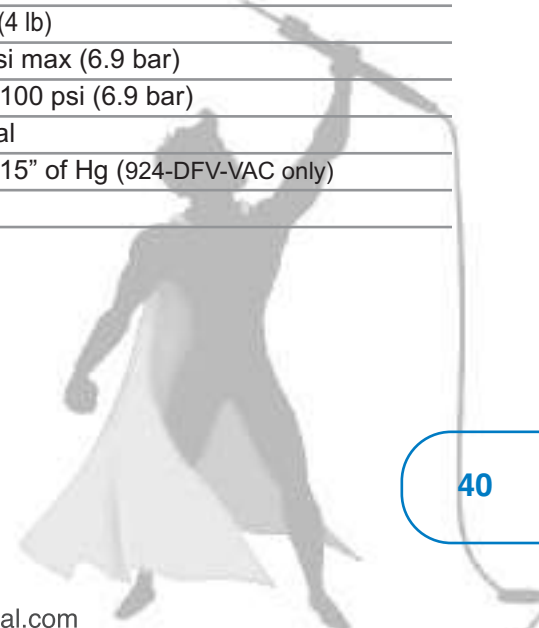 (4 lb)
si max (6.9 bar)
100 psi (6.9 bar)
al
15” of Hg (924-DFV-VAC only)
40
al.com